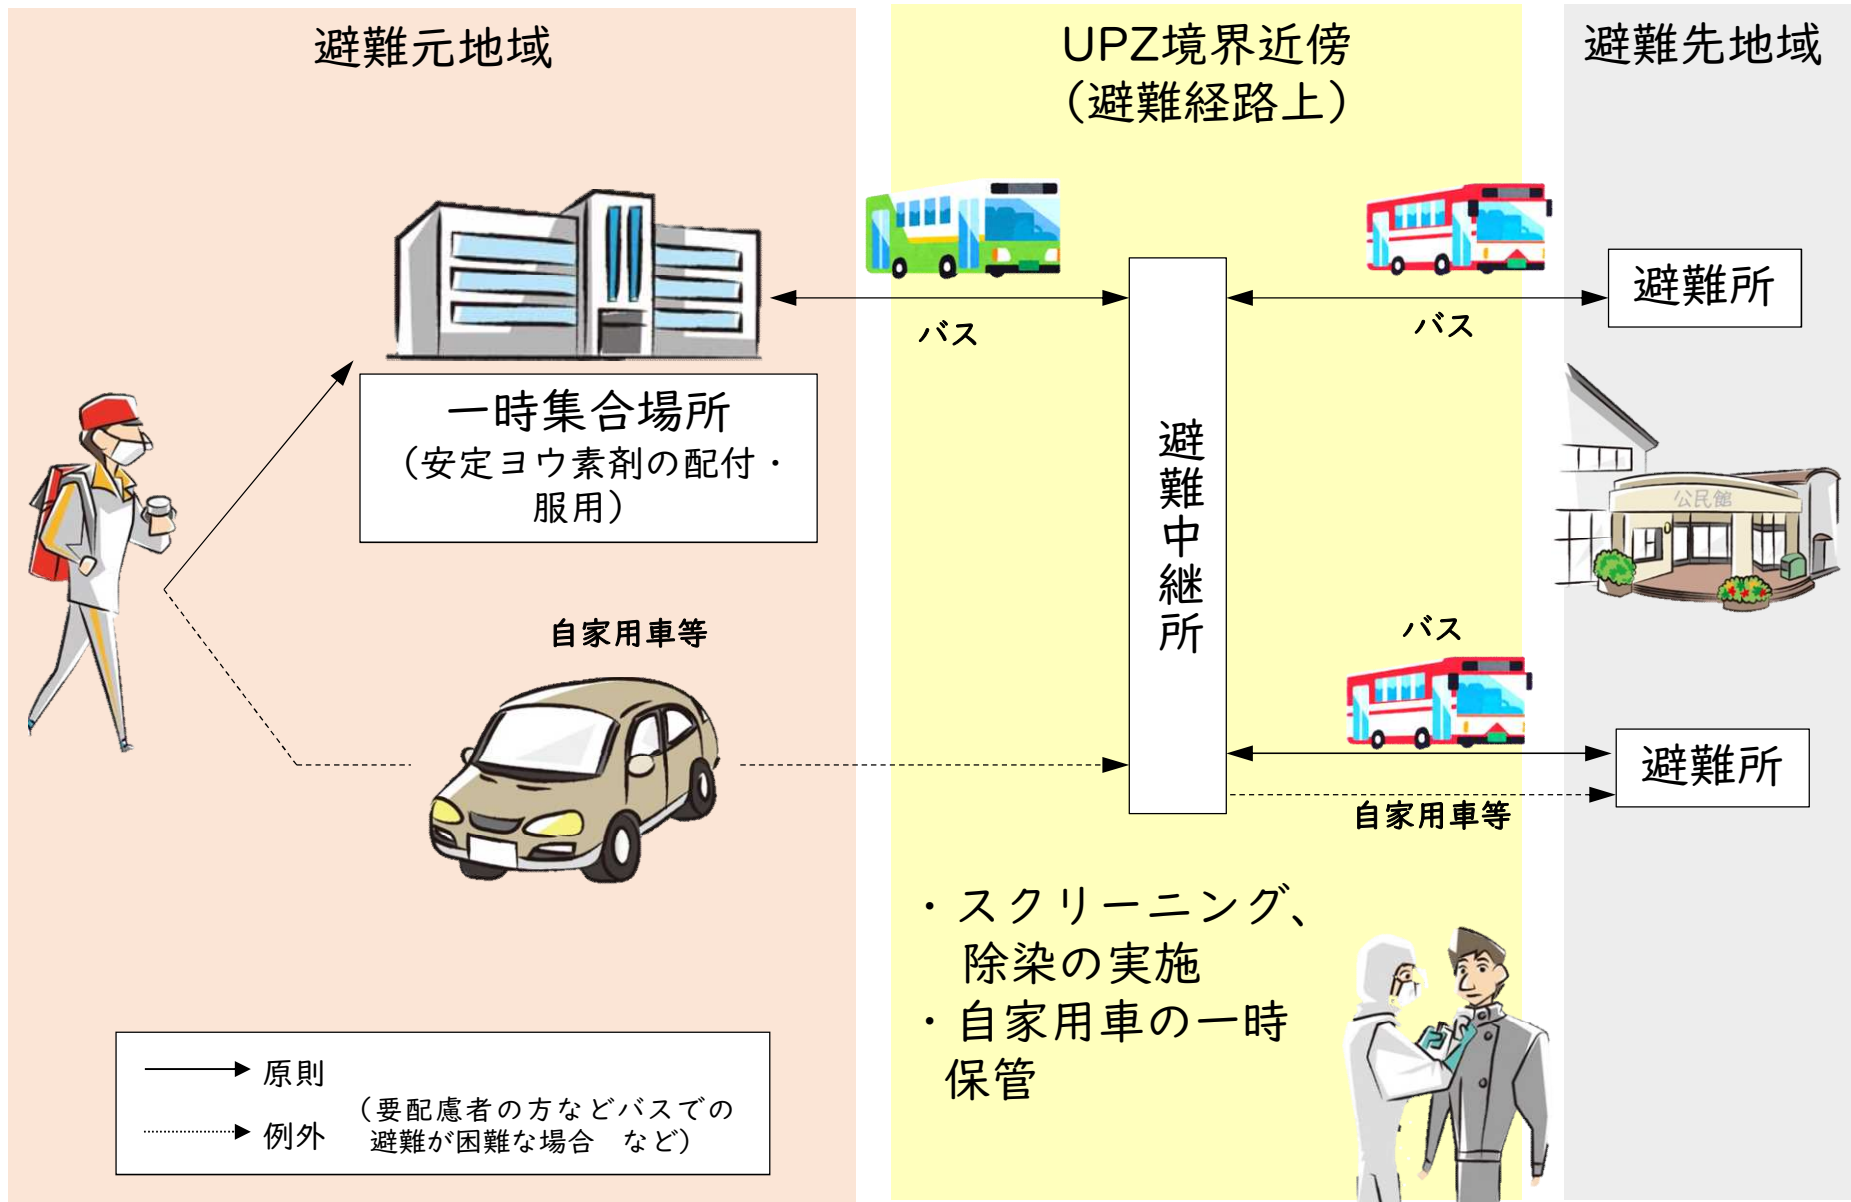 避難元地域
UPZ境界近傍
（避難経路上）
避難先地域
バス
バス
避難所
一時集合場所
（安定ヨウ素剤の配付・
服用）
避難中継所
公民館
自家用車等
バス
避難所
自家用車等
・スクリーニング、
除染の実施
・自家用車の一時
保管
原則
例外
（要配慮者の方などバスでの
避難が困難な場合　など）